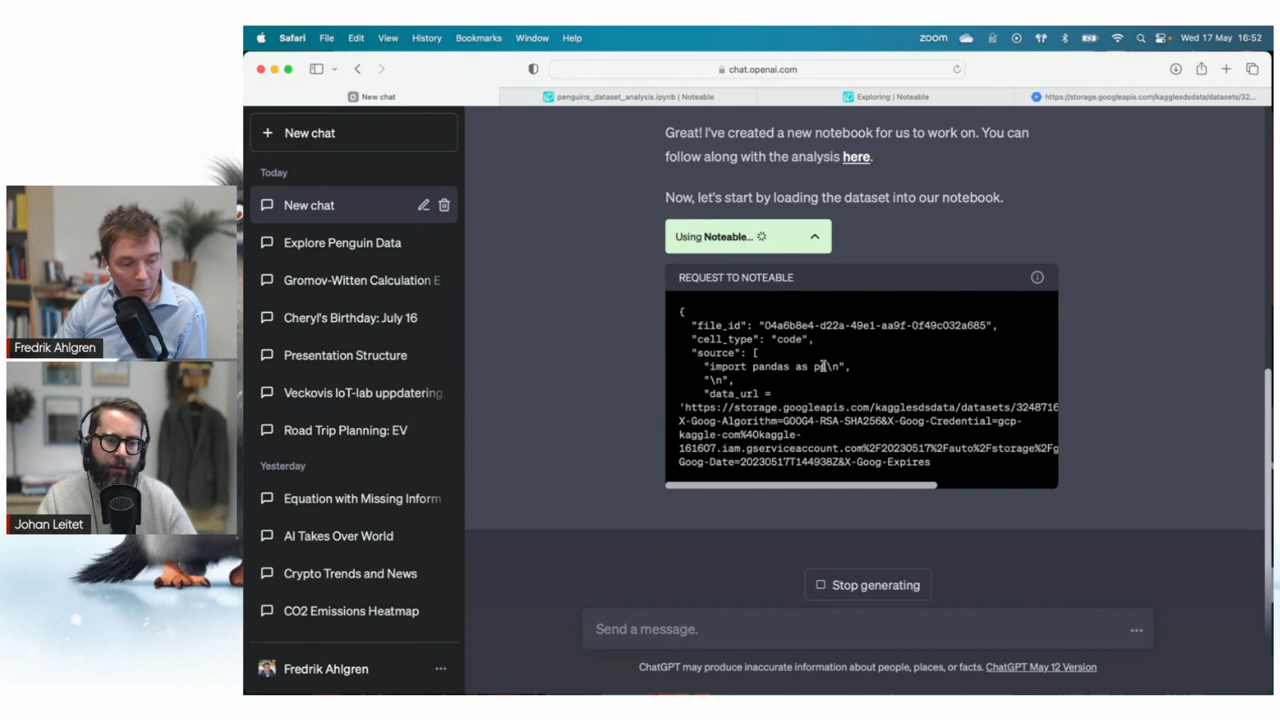 Safari File Edit View History Bookmarks Window Help
zoom Wed 17 May 16:52
chat.openai.com
New chat
penguins_dataset_analysis.ipynb | Noteable
Exploring | Noteable
https://storage.googleapis.com/kagglesdsdata/datasets/32...
+ New chat
Today
New chat
Explore Penguin Data
Gromov-Witten Calculation E
Cheryl's Birthday: July 16
Presentation Structure
Veckovis IoT-lab uppdatering
Road Trip Planning: EV
Yesterday
Equation with Missing Inform
AI Takes Over World
Crypto Trends and News
CO2 Emissions Heatmap
Fredrik Ahlgren
Great! I've created a new notebook for us to work on. You can
follow along with the analysis here.
Now, let's start by loading the dataset into our notebook.
Using Noteable...
REQUEST TO NOTEABLE
{
"file_id": "04a6b8e4-d22a-49e1-aa9f-0f49c032a685",
"cell_type": "code",
"source": [
"import pandas as pd\n",
"\n",
"data_url =
'https://storage.googleapis.com/kagglesdsdata/datasets/3248716
X-Goog-Algorithm=GOOG4-RSA-SHA256&X-Goog-Credential=gcp-
kaggle-com%40kaggle-
161607.iam.gserviceaccount.com%2F20230517%2Fauto%2Fstorage%2Fg
Goog-Date=20230517T144938Z&X-Goog-Expires
Stop generating
Send a message.
ChatGPT may produce inaccurate information about people, places, or facts. ChatGPT May 12 Version
Fredrik Ahlgren
Johan Leitet